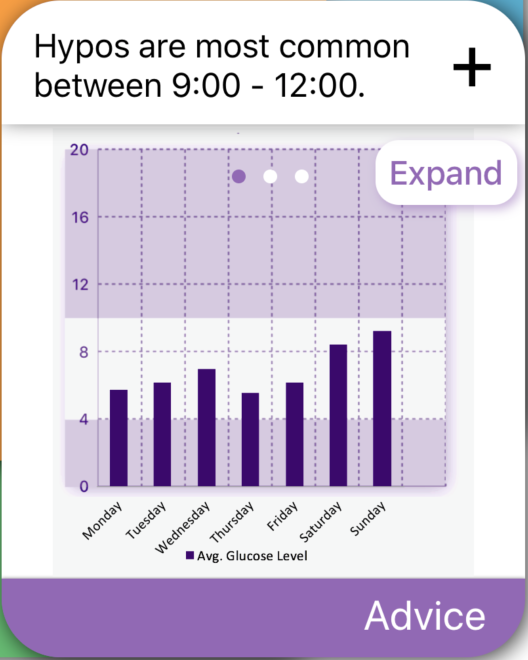 Hypos are most common
between 9:00 - 12:00.
+
Expand
20
16
12
8
4
0
Monday
Tuesday
Wednesday
Thursday
Friday
Saturday
Sunday
Avg. Glucose Level
Advice